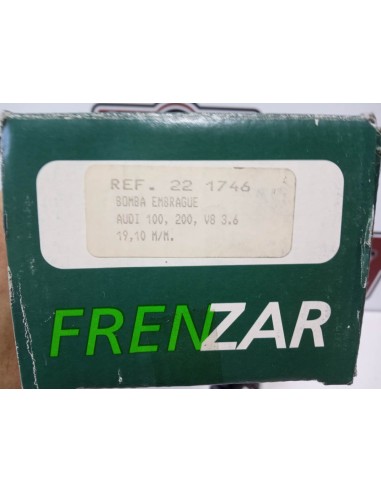 REF. 22 1746
BOMBA EMBRAGUE
AUDI 100, 200, V8 3.6
19,10 M/M.
FRENZAR